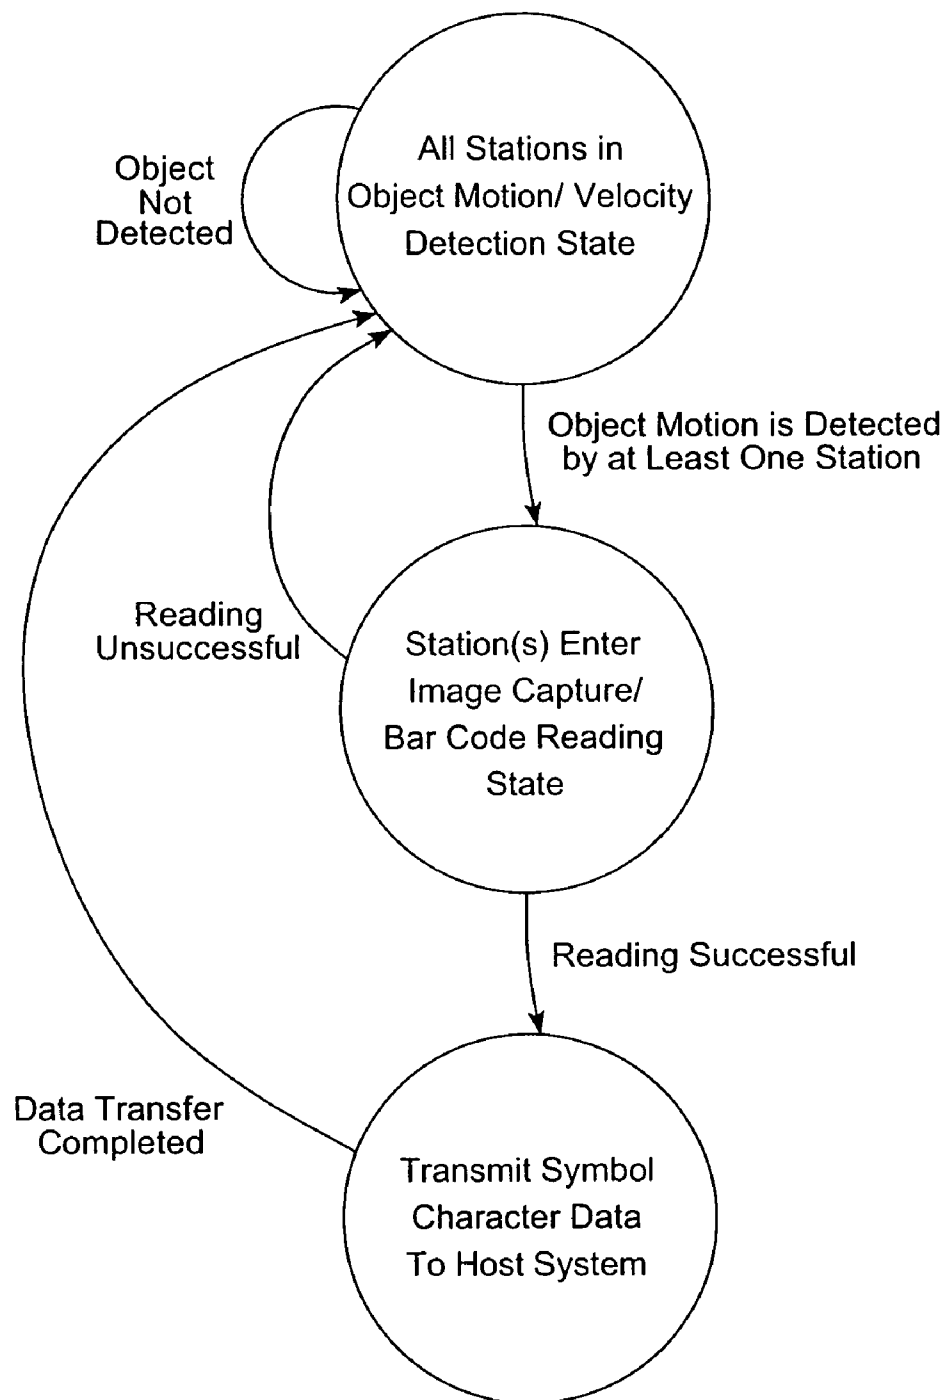 All Stations in
Object Motion/ Velocity
Detection State
Object
Not
Detected
Object Motion is Detected
by at Least One Station
Reading
Unsuccessful
Station(s) Enter
Image Capture/
Bar Code Reading
State
Reading Successful
Data Transfer
Completed
Transmit Symbol
Character Data
To Host System